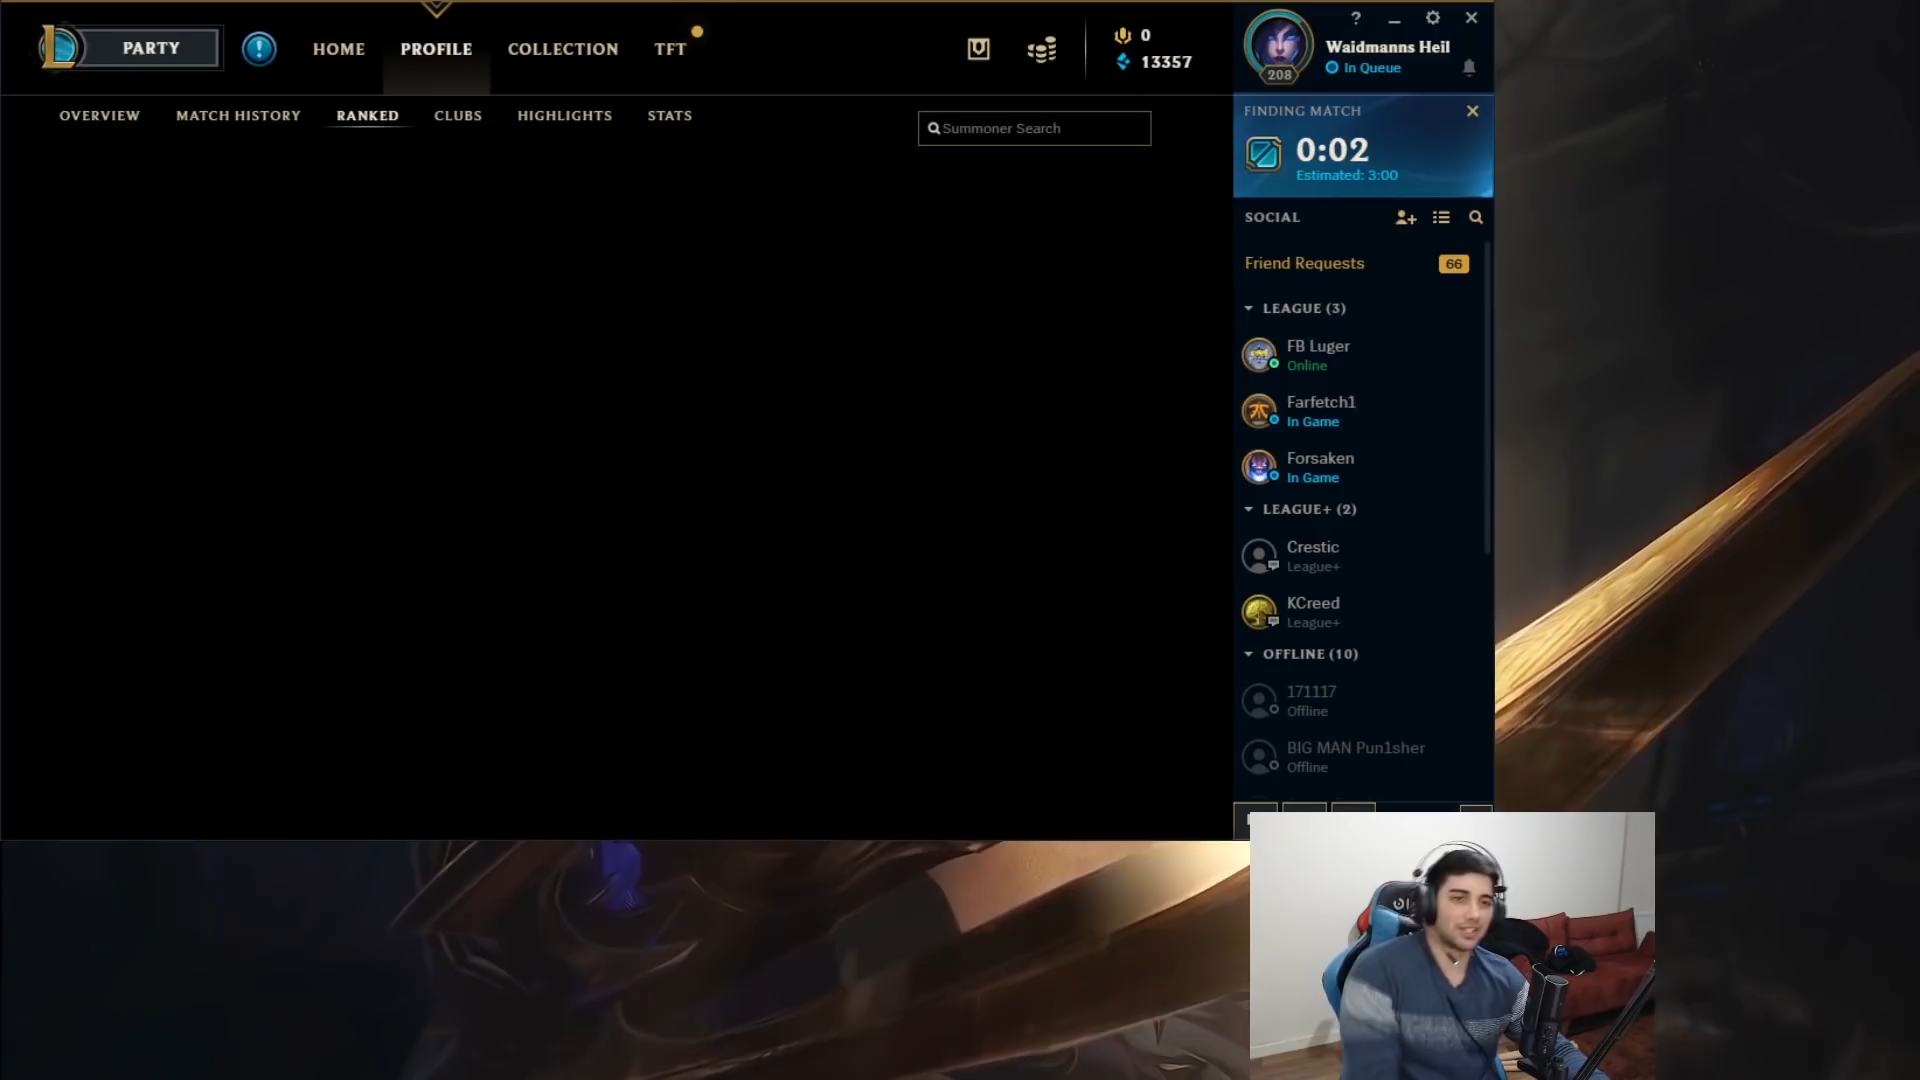 PARTY
HOME
PROFILE
COLLECTION
TFT
0
13357
208
Waidmanns Heil
In Queue
OVERVIEW
MATCH HISTORY
RANKED
CLUBS
HIGHLIGHTS
STATS
Summoner Search
FINDING MATCH
0:02
Estimated: 3:00
SOCIAL
Friend Requests 66
LEAGUE (3)
FB Luger
Online
Farfetch1
In Game
Forsaken
In Game
LEAGUE+ (2)
Crestic
League+
KCreed
League+
OFFLINE (10)
171117
Offline
BIG MAN Pun1sher
Offline